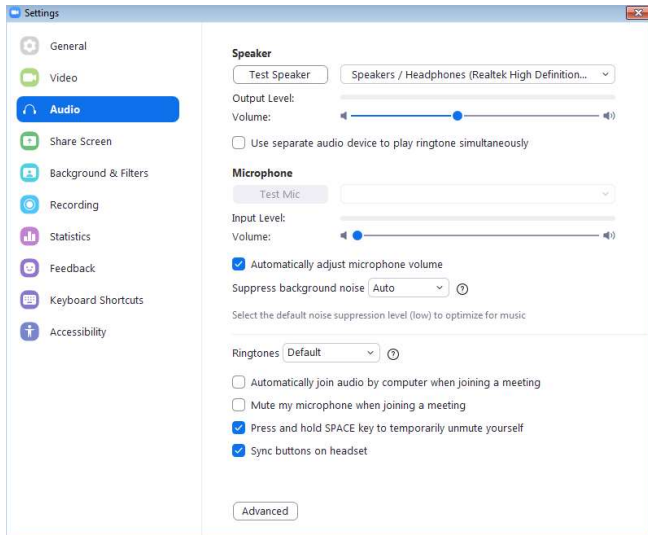 Settings
General
Video
Audio
Share Screen
Background & Filters
Recording
Statistics
Feedback
Keyboard Shortcuts
Accessibility
Speaker
Test Speaker
Speakers / Headphones (Realtek High Definition...
Output Level:
Volume:
Use separate audio device to play ringtone simultaneously
Microphone
Test Mic
Input Level:
Volume:
Automatically adjust microphone volume
Suppress background noise Auto
Select the default noise suppression level (low) to optimize for music
Ringtones Default
Automatically join audio by computer when joining a meeting
Mute my microphone when joining a meeting
Press and hold SPACE key to temporarily unmute yourself
Sync buttons on headset
Advanced